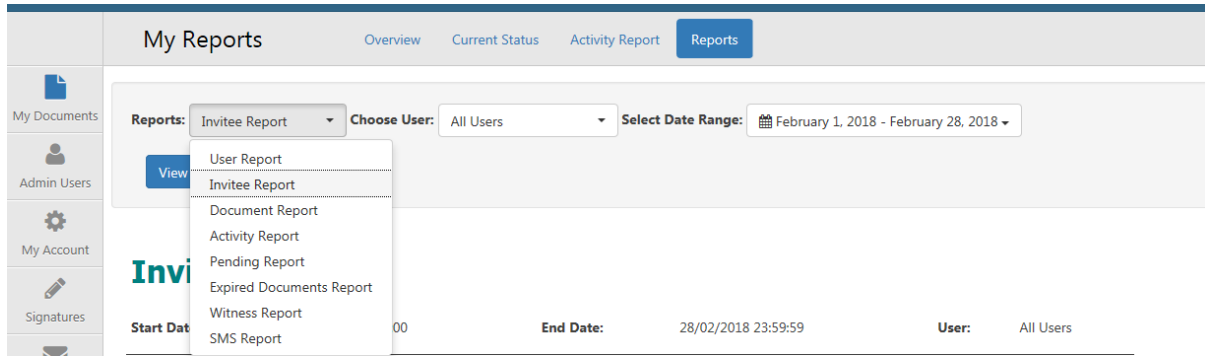 My Reports Overview Current Status Activity Report Reports
My Documents
Admin Users
My Account
Signatures
Reports: Invitee Report Choose User: All Users Select Date Range: February 1, 2018 - February 28, 2018
View
User Report
Invitee Report
Document Report
Activity Report
Pending Report
Expired Documents Report
Witness Report
SMS Report
Invi
Start Dat 00 End Date: 28/02/2018 23:59:59 User: All Users